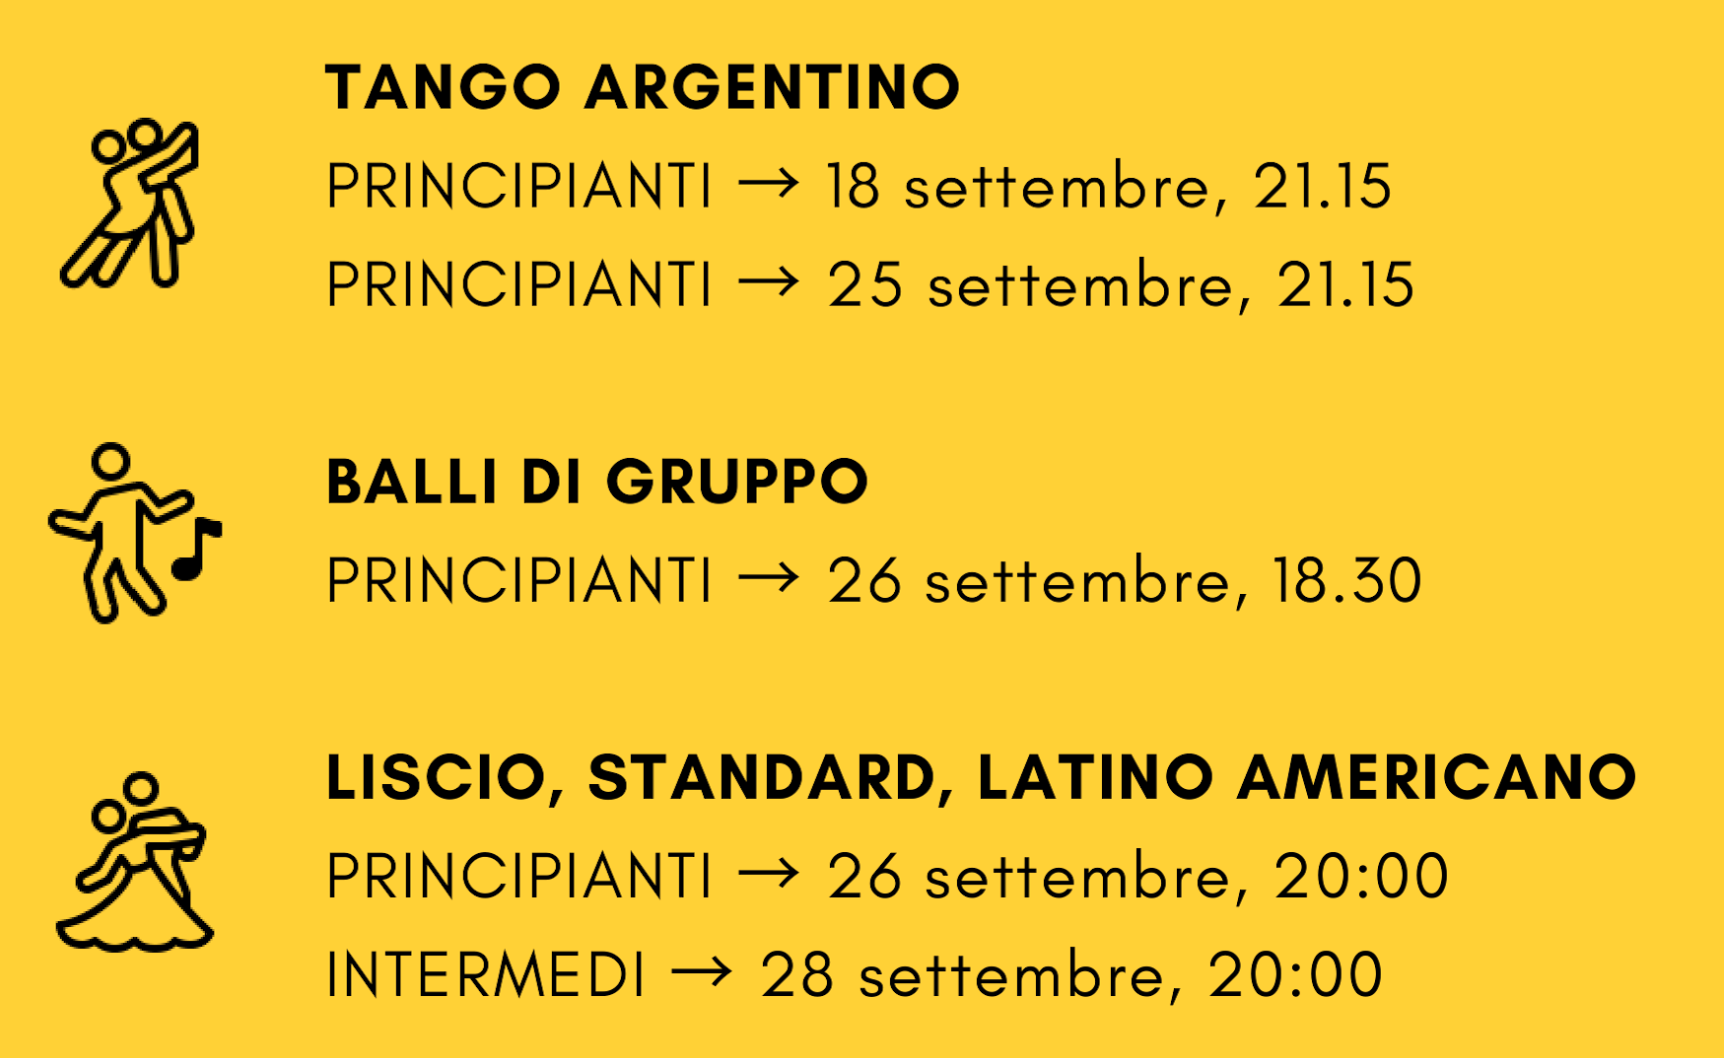 TANGO ARGENTINO
PRINCIPIANTI → 18 settembre, 21.15
PRINCIPIANTI → 25 settembre, 21.15
BALLI DI GRUPPO
PRINCIPIANTI → 26 settembre, 18.30
LISCIO, STANDARD, LATINO AMERICANO
PRINCIPIANTI → 26 settembre, 20:00
INTERMEDI → 28 settembre, 20:00